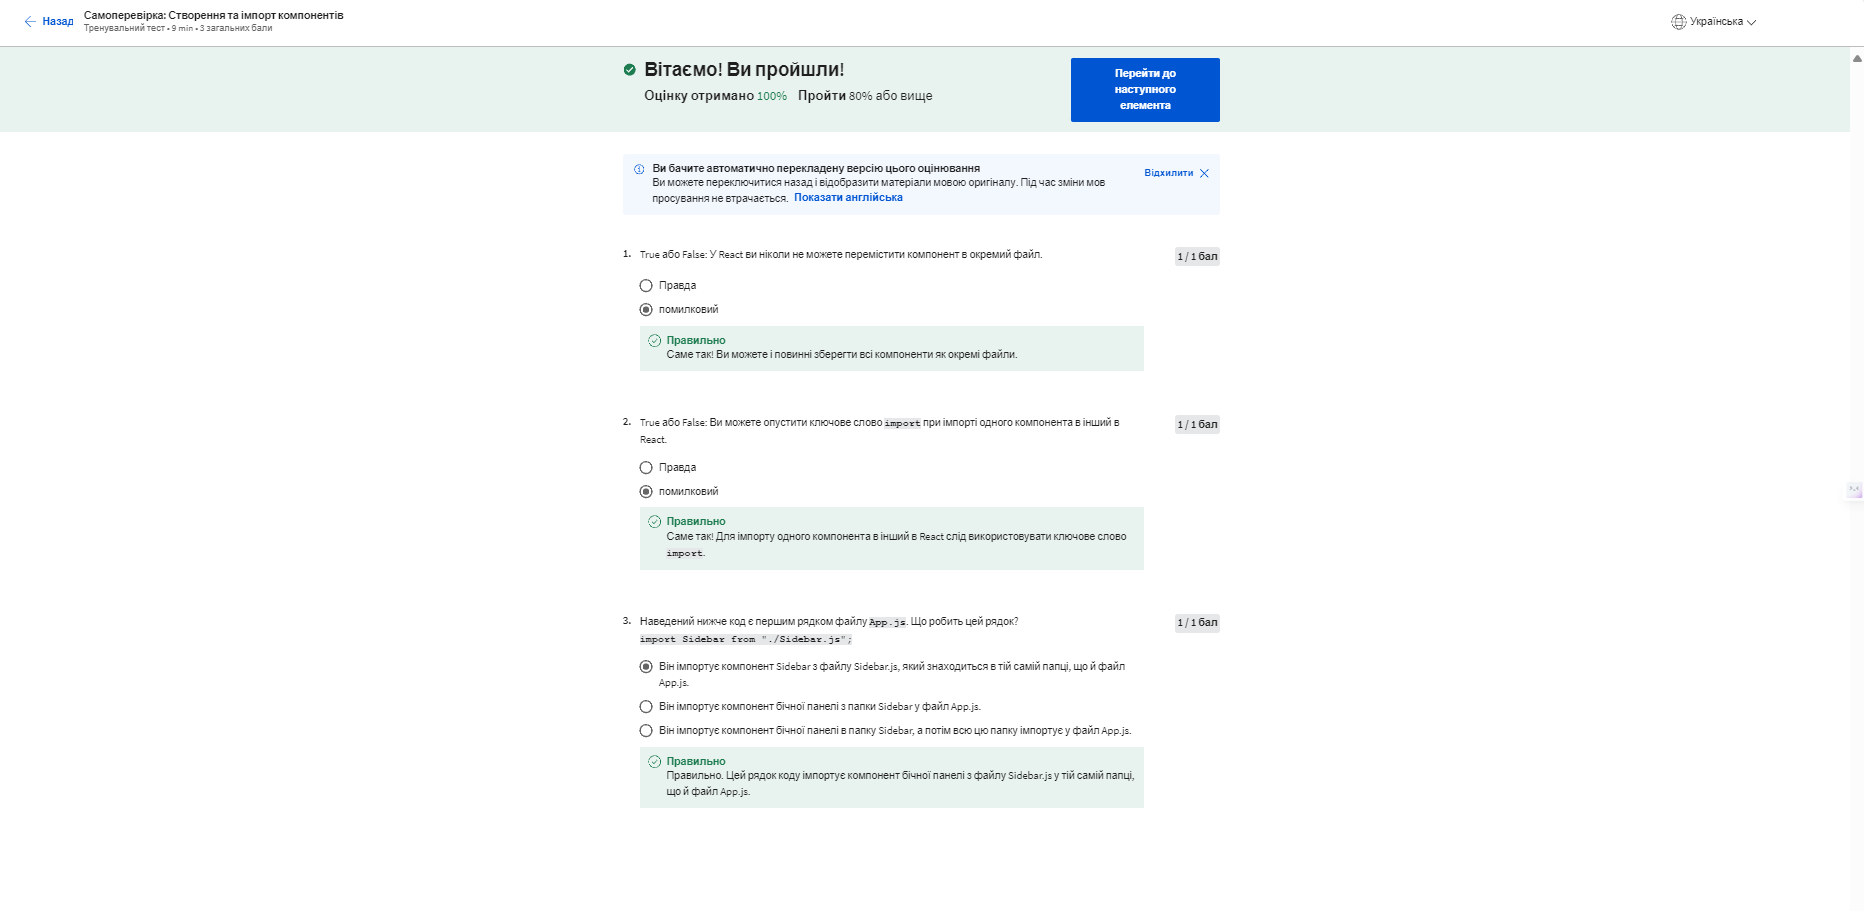 Назад
Самоперевірка: Створення та імпорт компонентів
Тренувальний тест • 9 min • 3 загальних бали
Українська
Вітаємо! Ви пройшли!
Оцінку отримано 100% Пройти 80% або вище
Перейти до
наступного
елемента
Ви бачите автоматично перекладену версію цього оцінювання
Відхилити
Ви можете переключитися назад і відобразити матеріали мовою оригіналу. Під час зміни мов
просування не втрачається. Показати англійська
1. True або False: У React ви ніколи не можете перемістити компонент в окремий файл.
1 / 1 бал
Правда
помилковий
Правильно
Саме так! Ви можете і повинні зберегти всі компоненти як окремі файли.
2. True або False: Ви можете опустити ключове слово import при імпорті одного компонента в інший в
React.
1 / 1 бал
Правда
помилковий
Правильно
Саме так! Для імпорту одного компонента в інший в React слід використовувати ключове слово
import.
3. Наведений нижче код є першим рядком файлу App.js. Що робить цей рядок?
import Sidebar from "./Sidebar.js";
1 / 1 бал
Він імпортує компонент Sidebar з файлу Sidebar.js, який знаходиться в тій самій папці, що й файл
App.js.
Він імпортує компонент бічної панелі з папки Sidebar у файл App.js.
Він імпортує компонент бічної панелі в папку Sidebar, а потім всю цю папку імпортує у файл App.js.
Правильно
Правильно. Цей рядок коду імпортує компонент бічної панелі з файлу Sidebar.js у тій самій папці,
що й файл App.js.